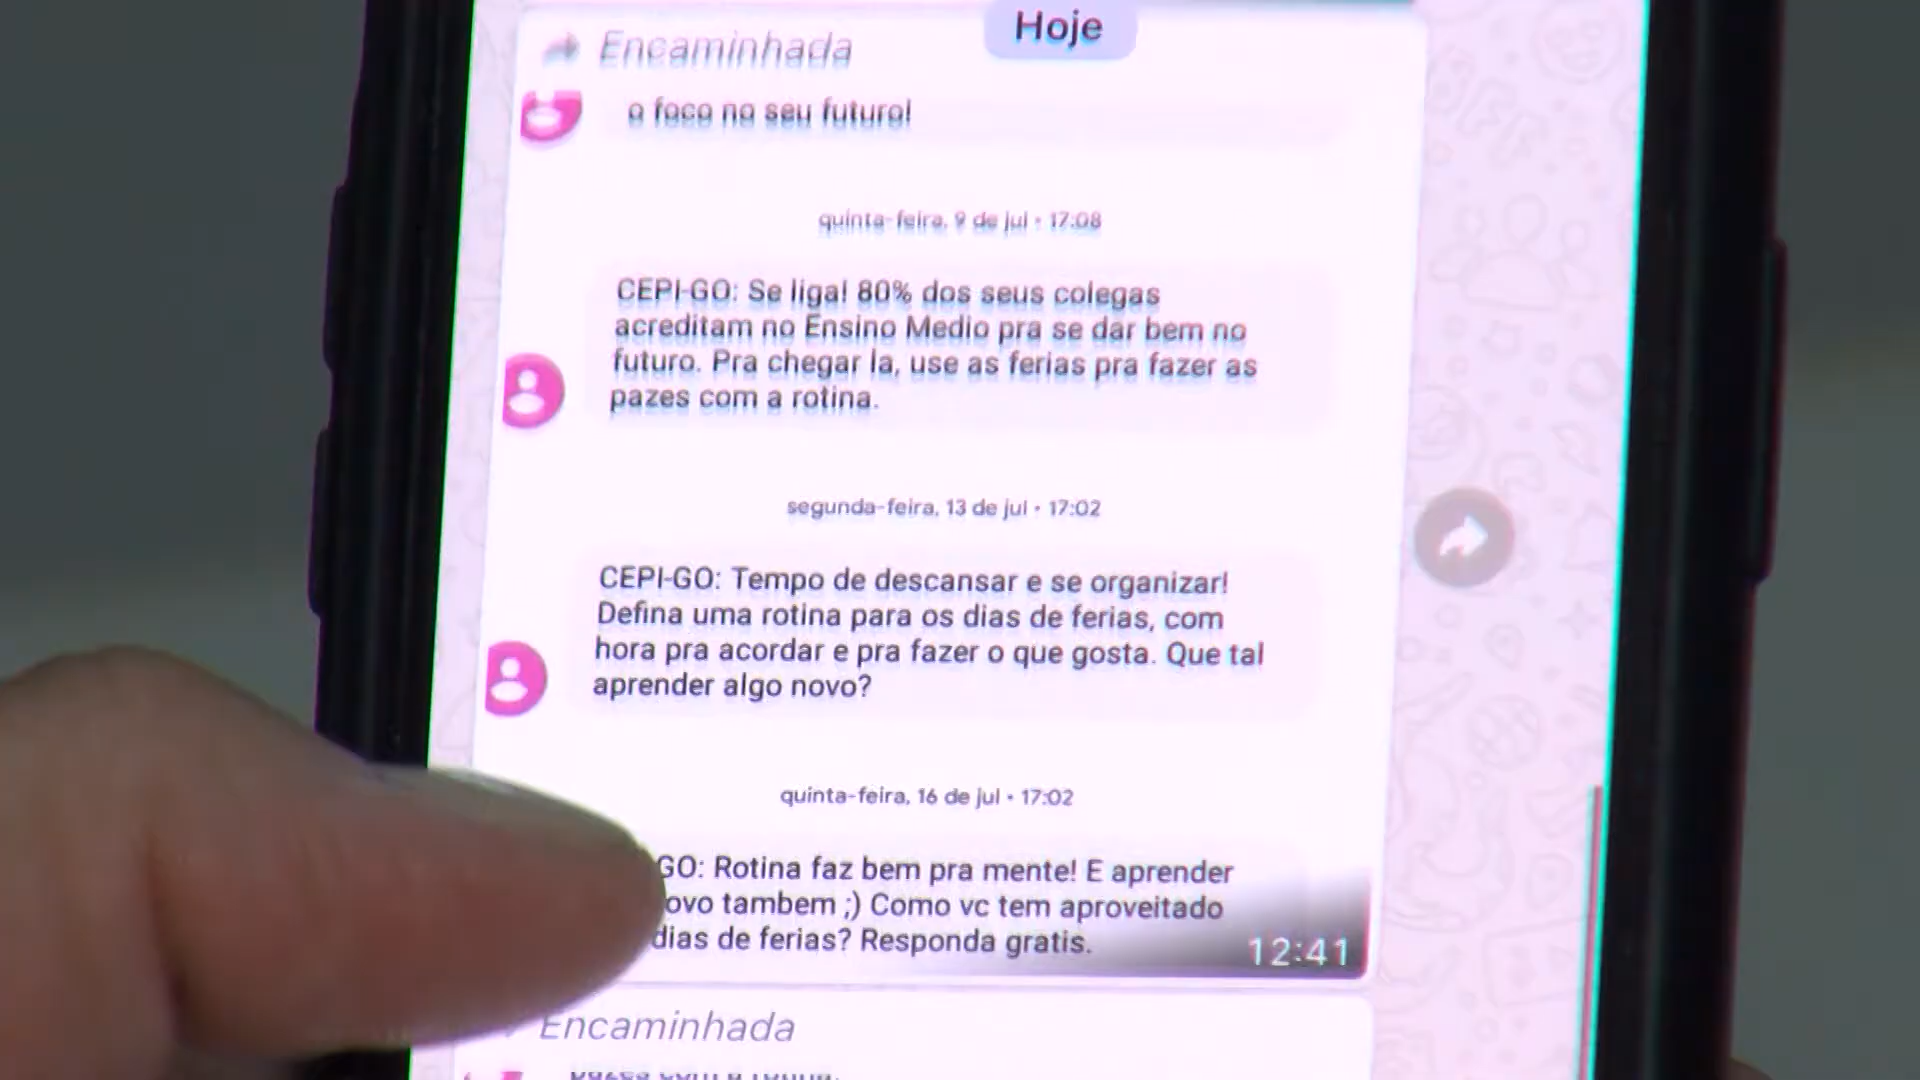 Hoje
Encaminhada
o foco no seu futuro!
quinta-feira, 9 de jul • 17:08
CEPI-GO: Se liga! 80% dos seus colegas
acreditam no Ensino Medio pra se dar bem no
futuro. Pra chegar la, use as ferias pra fazer as
pazes com a rotina.
segunda-feira, 13 de jul • 17:02
CEPI-GO: Tempo de descansar e se organizar!
Defina uma rotina para os dias de ferias, com
hora pra acordar e pra fazer o que gosta. Que tal
aprender algo novo?
quinta-feira, 16 de jul • 17:02
GO: Rotina faz bem pra mente! E aprender
ovo tambem ;) Como vc tem aproveitado
dias de ferias? Responda gratis.
12:41
Encaminhada